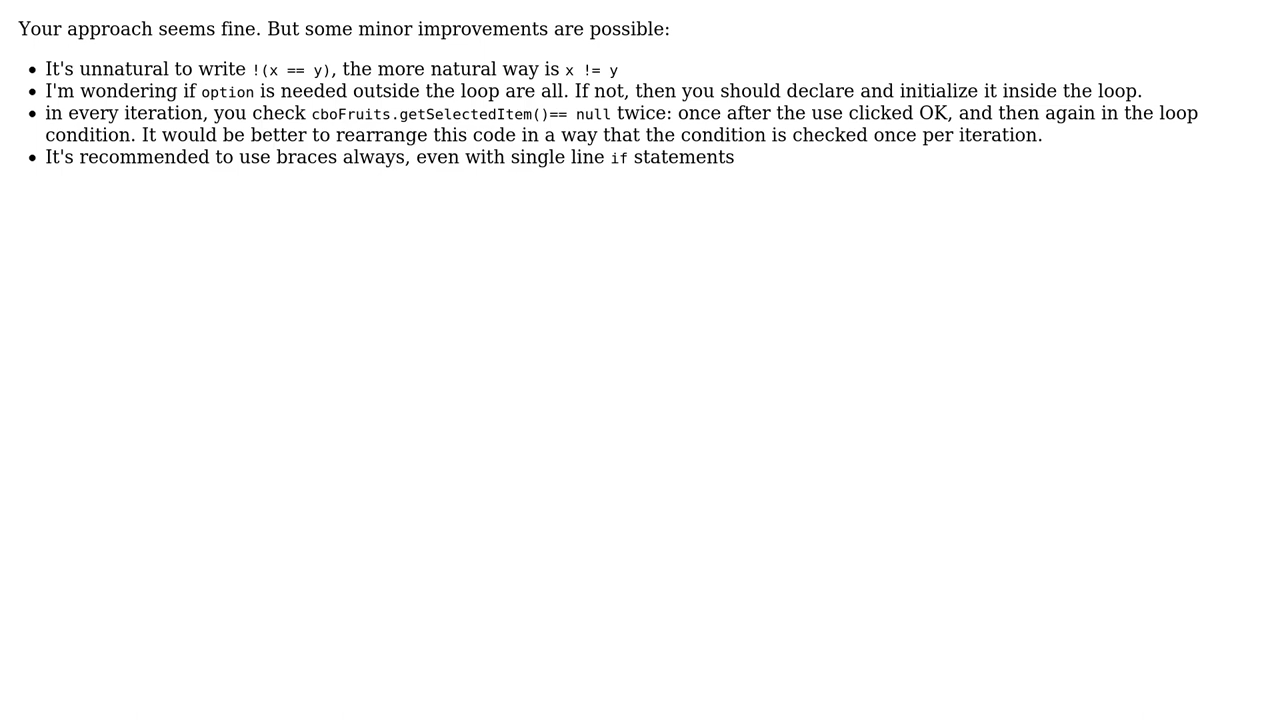 Your approach seems fine. But some minor improvements are possible:
• It's unnatural to write !(x == y), the more natural way is x != y
• I'm wondering if option is needed outside the loop are all. If not, then you should declare and initialize it inside the loop.
• in every iteration, you check cboFruits.getSelectedItem()== null twice: once after the use clicked OK, and then again in the loop
condition. It would be better to rearrange this code in a way that the condition is checked once per iteration.
• It's recommended to use braces always, even with single line if statements